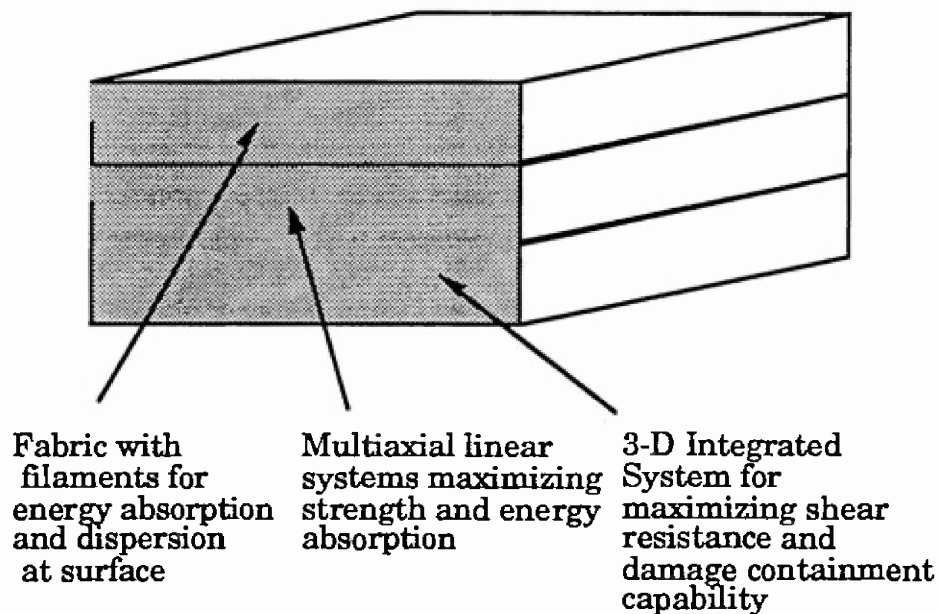 Fabric with
filaments for
energy absorption
and dispersion
at surface
Multiaxial linear
systems maximizing
strength and energy
absorption
3-D Integrated
System for
maximizing shear
resistance and
damage containment
capability